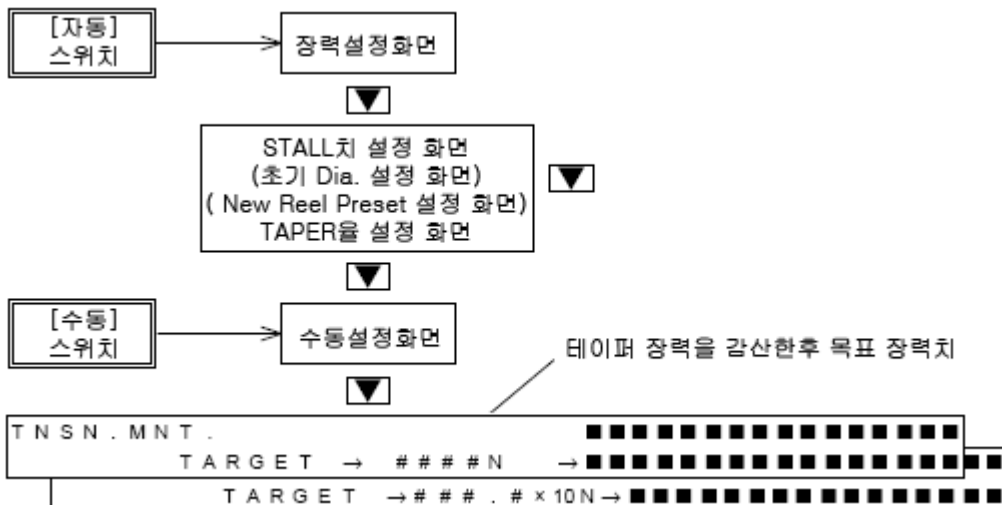 [자동]
스위치
장력설정화면
▼
STALL치 설정 화면
(초기 Dia. 설정 화면)
( New Reel Preset 설정 화면)
TAPER율 설정 화면
▼
▼
[수동]
스위치
수동설정화면
▼
테이퍼 장력을 감산한후 목표 장력치
TNSN.MNT. ■■■■■■■■■■■■■■■■
TARGET → ####N →■■■■■■■■■■■■■■■■■■
TARGET →###.#×10N→■■■■■■■■■■■■■■■■